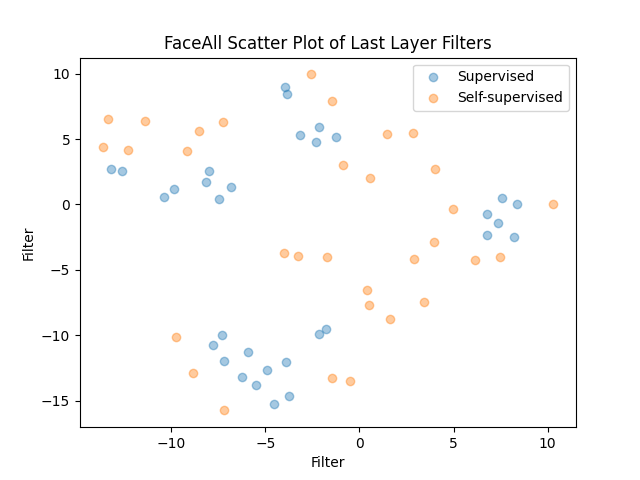 FaceAll Scatter Plot of Last Layer Filters
Supervised
Self-supervised
10
5
0
−5
−10
−15
Filter
−10
−5
0
5
10
Filter